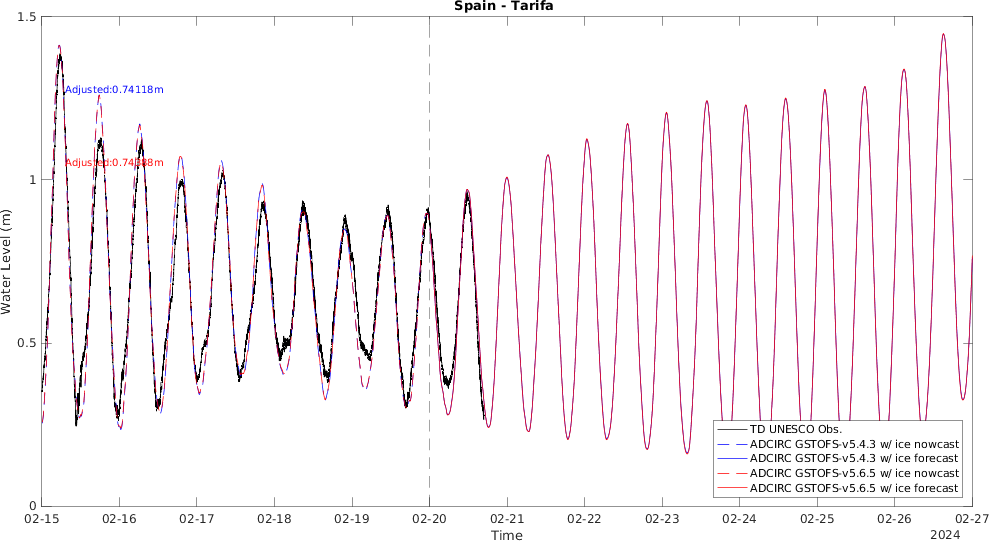 Spain - Tarifa
1.5
Adjusted:0.74118m
Adjusted:0.74388m
1
0.5
0
Water Level (m)
TD UNESCO Obs.
ADCIRC GSTOFS-v5.4.3 w/ ice nowcast
ADCIRC GSTOFS-v5.4.3 w/ ice forecast
ADCIRC GSTOFS-v5.6.5 w/ ice nowcast
ADCIRC GSTOFS-v5.6.5 w/ ice forecast
02-15 02-16 02-17 02-18 02-19 02-20 02-21 02-22 02-23 02-24 02-25 02-26 02-27
Time
2024